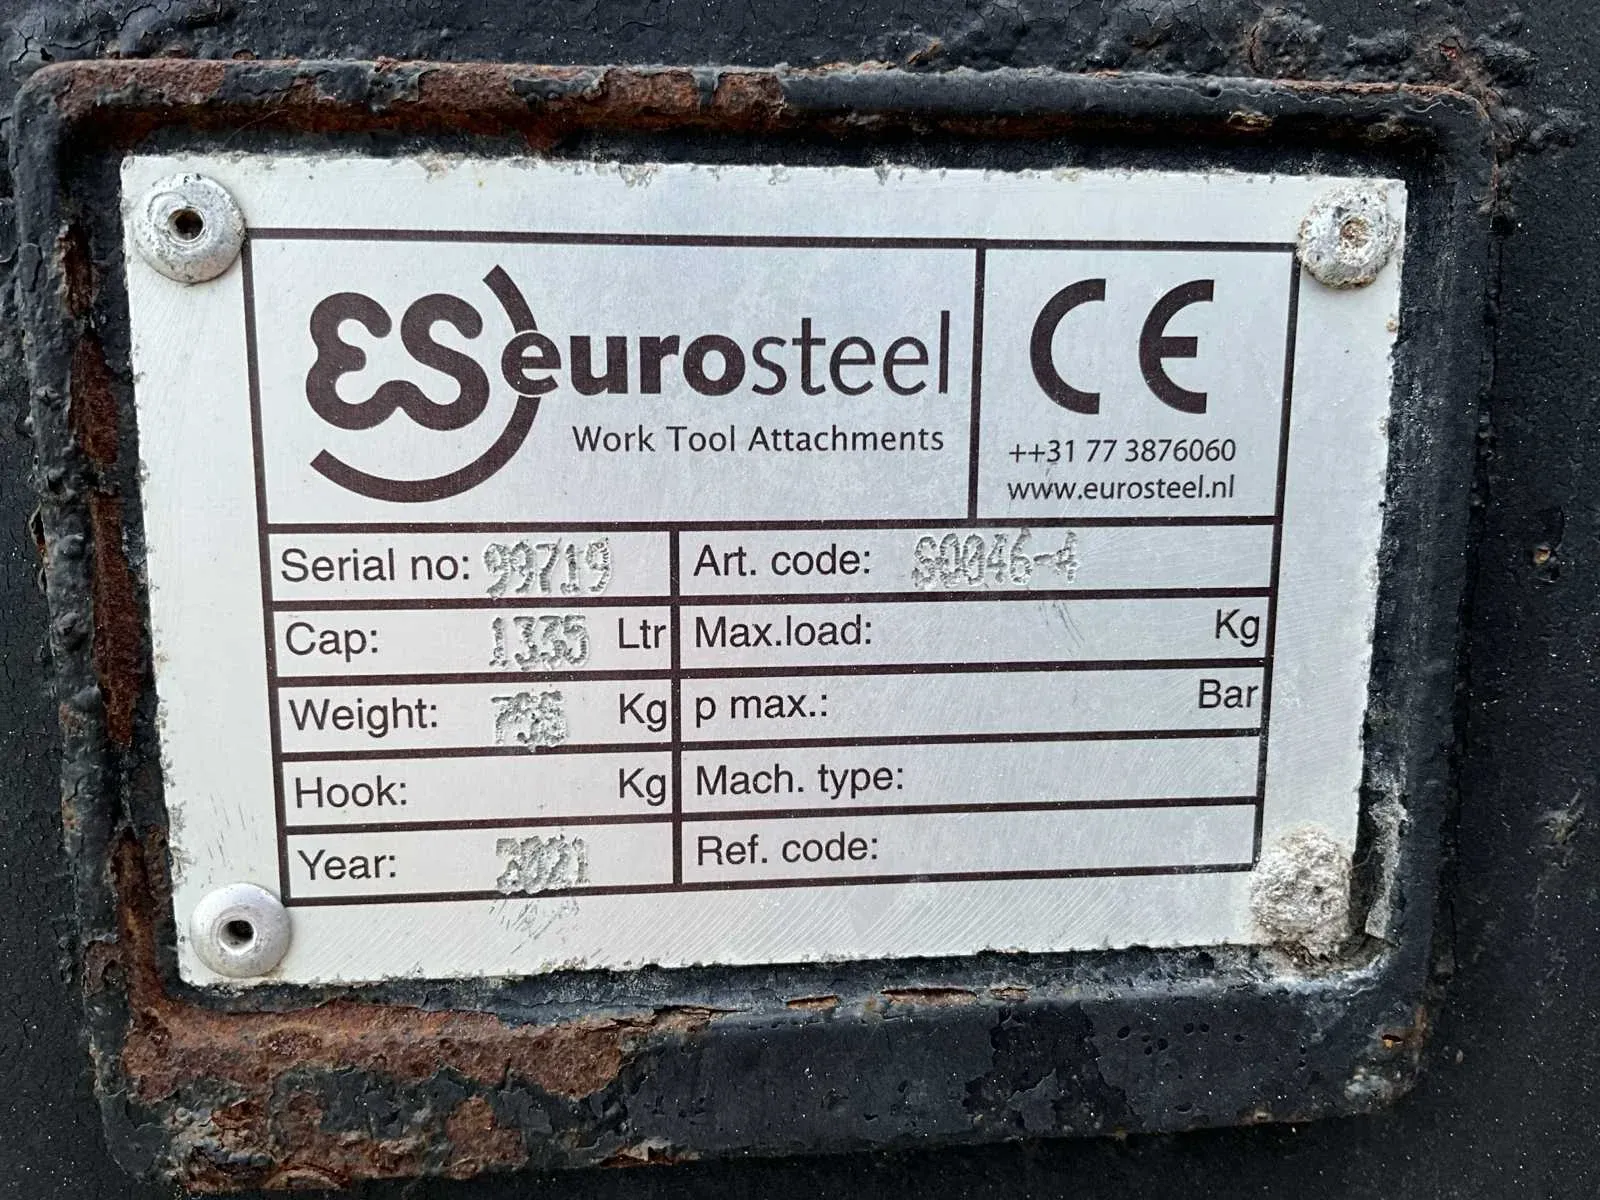 ES eurosteel
Work Tool Attachments
CE
++31 77 3876060
www.eurosteel.nl
Serial no: 99719
Art. code: S0046-4
Cap: 1335 Ltr
Max.load: Kg
Weight: Kg
p max.: Bar
Hook: Kg
Mach. type:
Year: 2021
Ref. code: